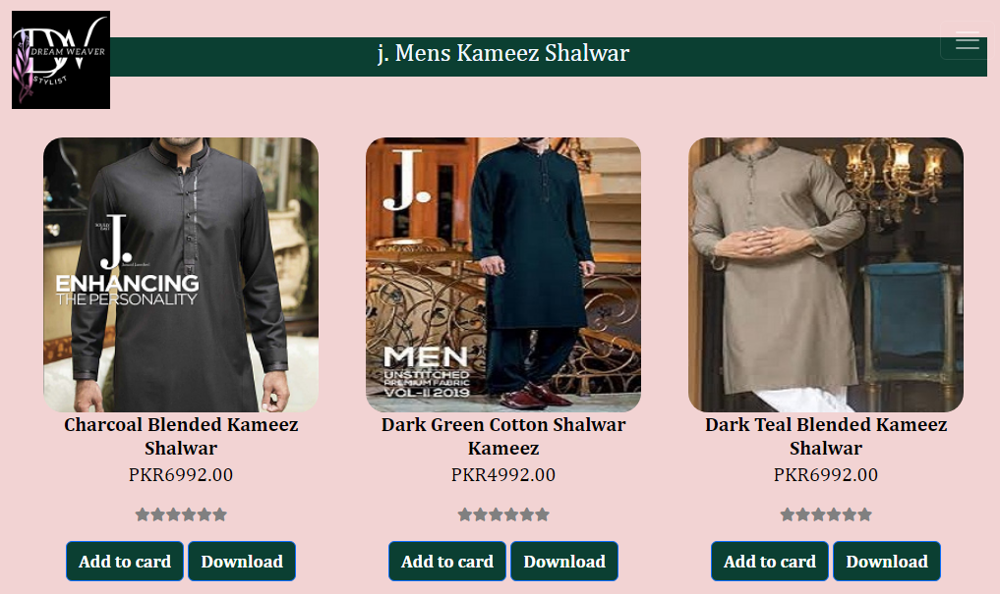 DW
DREAM WEAVER
STYLIST
j. Mens Kameez Shalwar
J.
ENHANCING
THE PERSONALITY
J.
MEN
UNSTITCHED
PREMIUM FABRIC
VOL-II 2019
Charcoal Blended Kameez
Shalwar
PKR6992.00
Add to card
Download
Dark Green Cotton Shalwar
Kameez
PKR4992.00
Add to card
Download
Dark Teal Blended Kameez
Shalwar
PKR6992.00
Add to card
Download